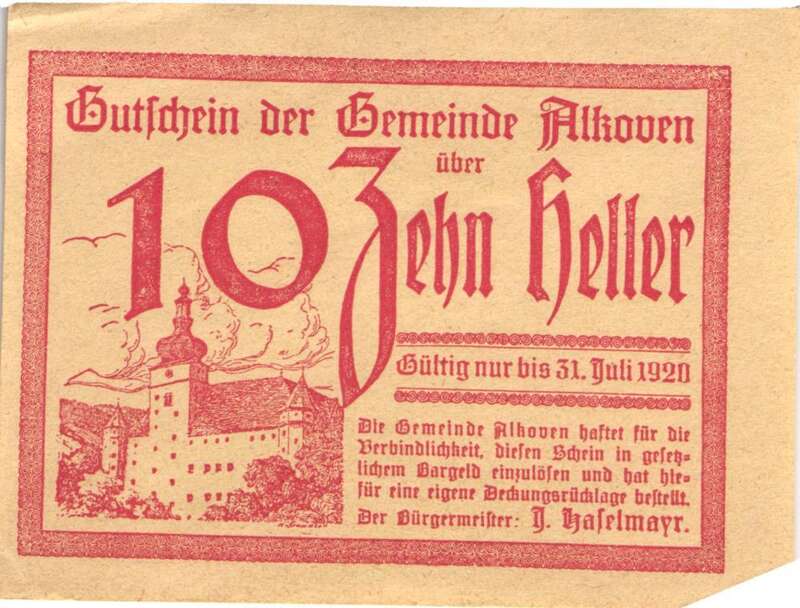 Gutschein der Gemeinde Alkoven
über
10 Zehn Heller
Gültig nur bis 31. Juli 1920
Die Gemeinde Alkoven haftet für die
Verbindlichkeit, diesen Schein in gesetz-
lichem Bargeld einzulösen und hat hie-
für eine eigene Deckungsrücklage bestellt.
Der Bürgermeister: J. Haselmayr.